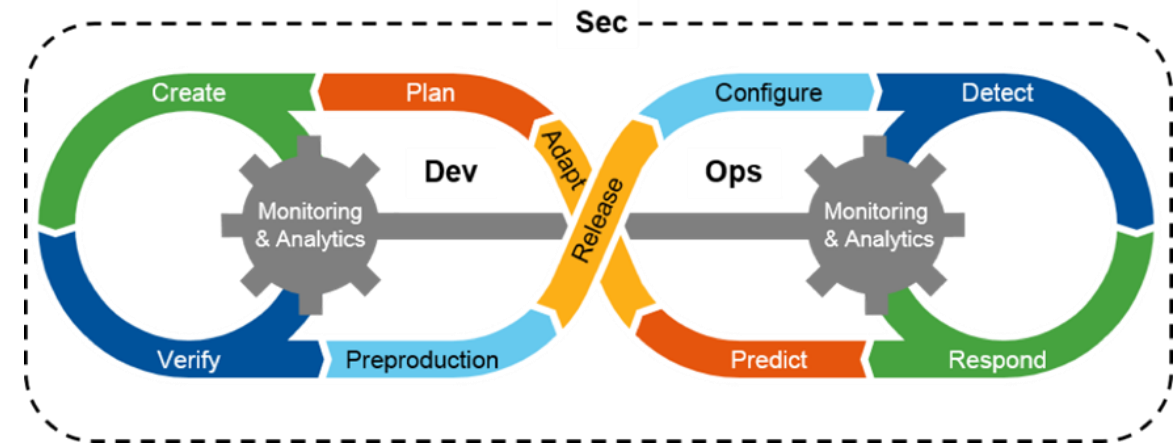 Sec
Create
Plan
Configure
Detect
Adapt
Dev
Ops
Release
Monitoring
& Analytics
Monitoring
& Analytics
Verify
Preproduction
Predict
Respond